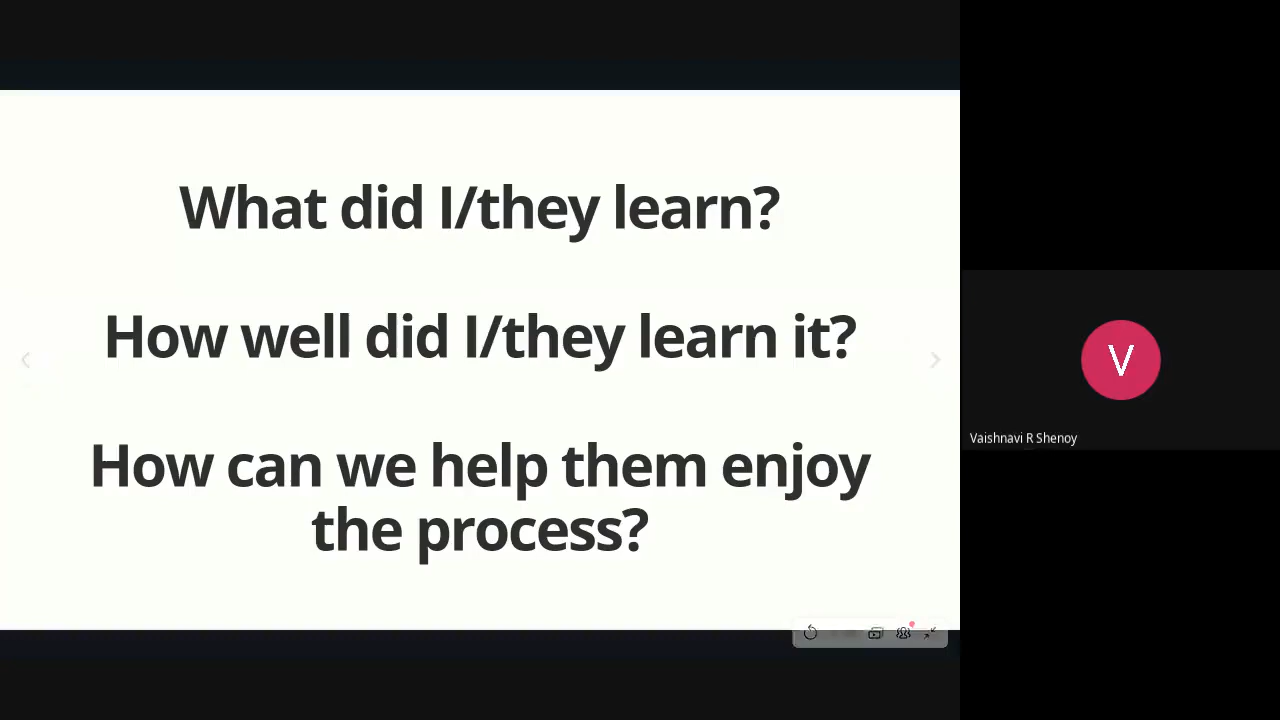 What did I/they learn?
How well did I/they learn it?
How can we help them enjoy
the process?
V
Vaishnavi R Shenoy